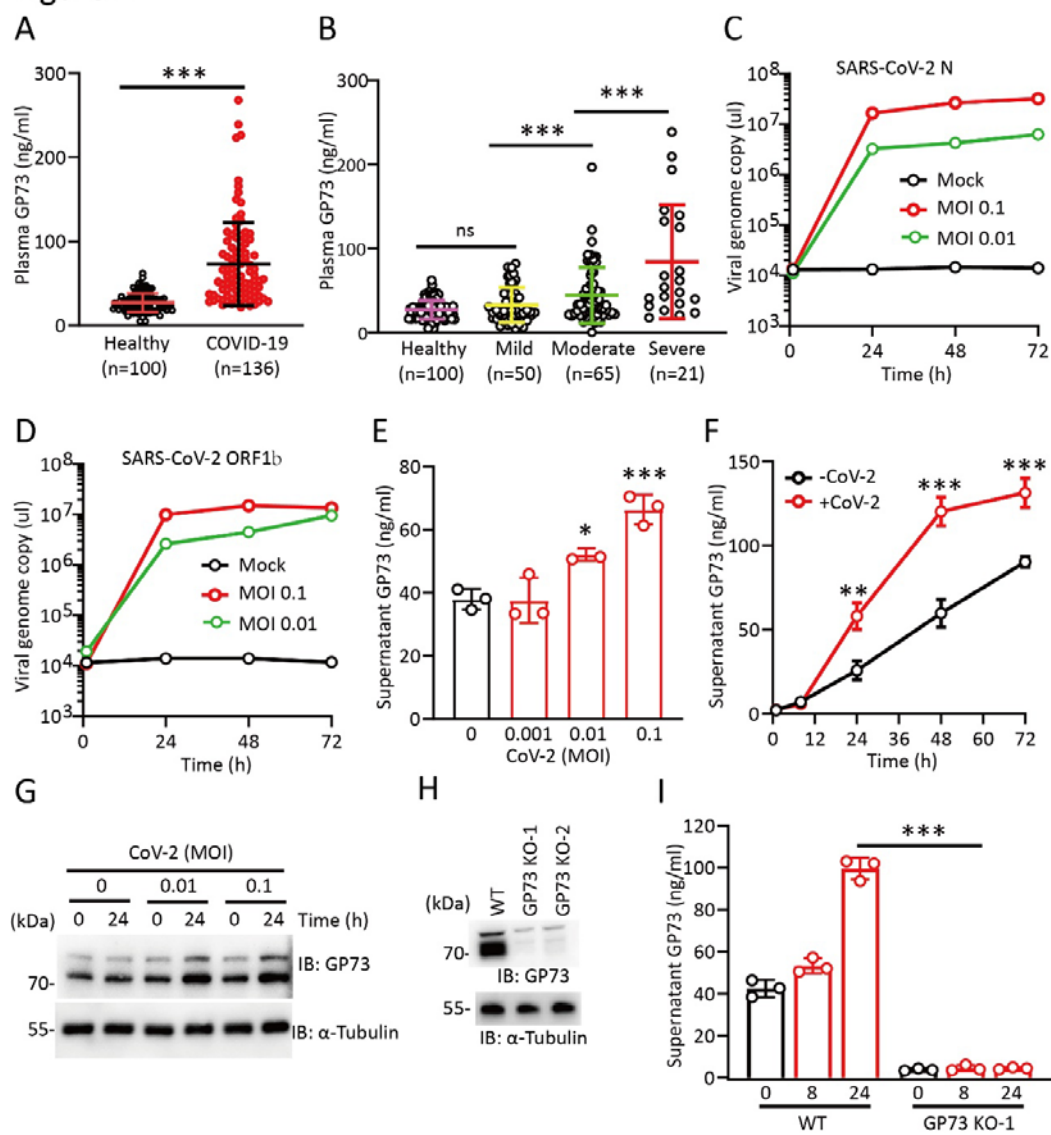 A
***
300
200
100
0
Plasma GP73 (ng/ml)
Healthy
(n=100)
COVID-19
(n=136)
B
***
***
ns
300
200
100
0
Plasma GP73 (ng/ml)
Healthy
(n=100)
Mild
(n=50)
Moderate
(n=65)
Severe
(n=21)
C
SARS-CoV-2 N
10⁸
10⁷
10⁶
10⁵
10⁴
10³
Viral genome copy (ul)
Mock
MOI 0.1
MOI 0.01
0 24 48 72
Time (h)
D
SARS-CoV-2 ORF1b
10⁸
10⁷
10⁶
10⁵
10⁴
10³
Viral genome copy (ul)
Mock
MOI 0.1
MOI 0.01
0 24 48 72
Time (h)
E
80
60
40
20
0
Supernatant GP73 (ng/ml)
*
***
0 0.001 0.01 0.1
CoV-2 (MOI)
F
150
100
50
0
Supernatant GP73 (ng/ml)
-CoV-2
+CoV-2
**
***
***
0 12 24 36 48 60 72
Time (h)
G
CoV-2 (MOI)
0 0.01 0.1
(kDa) 0 24 0 24 0 24 Time (h)
70-
IB: GP73
55-
IB: α-Tubulin
H
WT
GP73 KO-1
GP73 KO-2
(kDa)
70-
IB: GP73
55-
IB: α-Tubulin
I
120
100
80
60
40
20
0
Supernatant GP73 (ng/ml)
***
0 8 24 0 8 24
WT GP73 KO-1